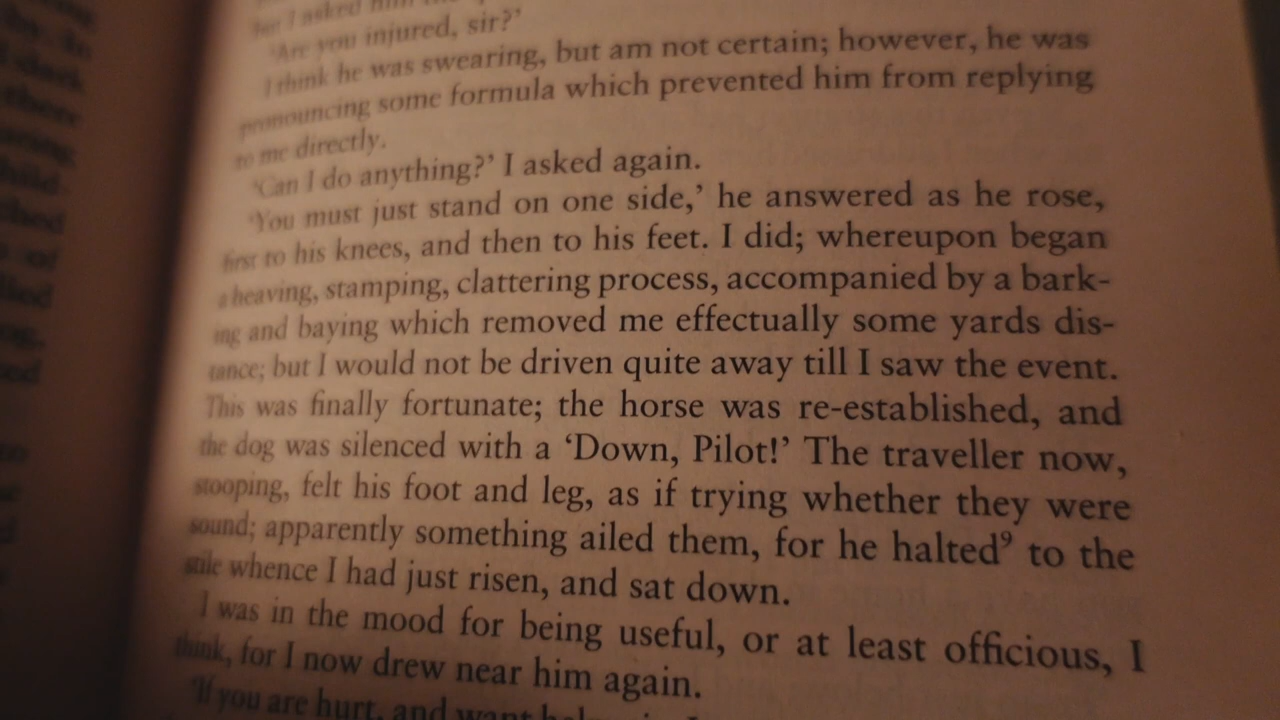 but I asked him
'Are you injured, sir?'
I think he was swearing, but am not certain; however, he was
pronouncing some formula which prevented him from replying
to me directly.
'Can I do anything?' I asked again.
'You must just stand on one side,' he answered as he rose,
first to his knees, and then to his feet. I did; whereupon began
a heaving, stamping, clattering process, accompanied by a bark-
ing and baying which removed me effectually some yards dis-
tance; but I would not be driven quite away till I saw the event.
This was finally fortunate; the horse was re-established, and
the dog was silenced with a 'Down, Pilot!' The traveller now,
stooping, felt his foot and leg, as if trying whether they were
sound; apparently something ailed them, for he halted⁹ to the
stile whence I had just risen, and sat down.
I was in the mood for being useful, or at least officious, I
think, for I now drew near him again.
'If you are hurt, and want